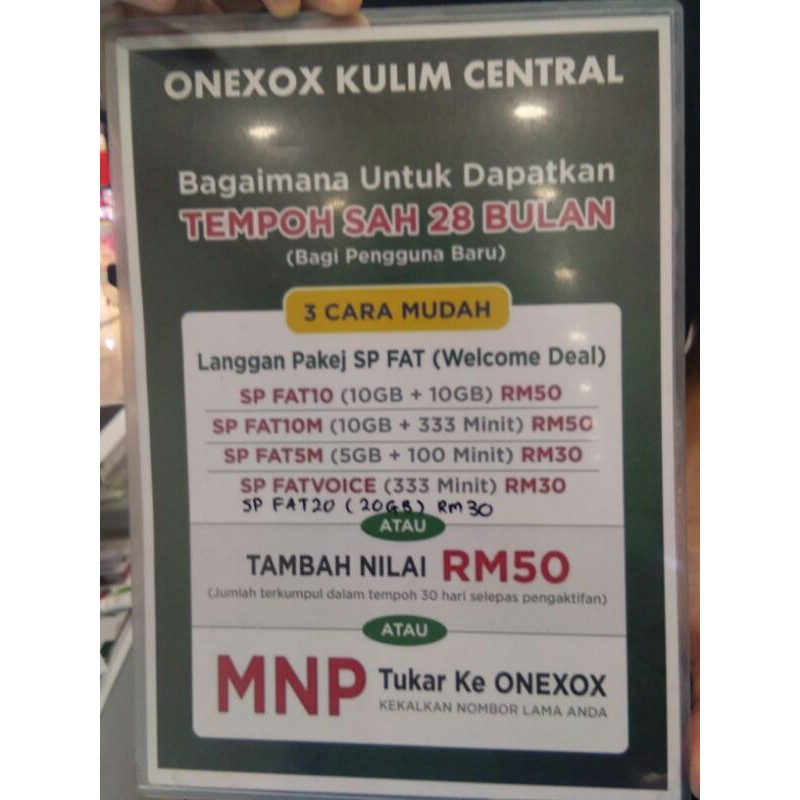 ONEXOX KULIM CENTRAL
Bagaimana Untuk Dapatkan
TEMPOH SAH 28 BULAN
(Bagi Pengguna Baru)
3 CARA MUDAH
Langgan Pakej SP FAT (Welcome Deal)
SP FAT10 (10GB + 10GB) RM50
SP FAT10M (10GB + 333 Minit) RM50
SP FAT5M (5GB + 100 Minit) RM30
SP FATVOICE (333 Minit) RM30
SP FAT20 (20GB) Rm30
ATAU
TAMBAH NILAI RM50
(Jumlah terkumpul dalam tempoh 30 hari selepas pengaktifan)
ATAU
MNP Tukar Ke ONEXOX
KEKALKAN NOMBOR LAMA ANDA